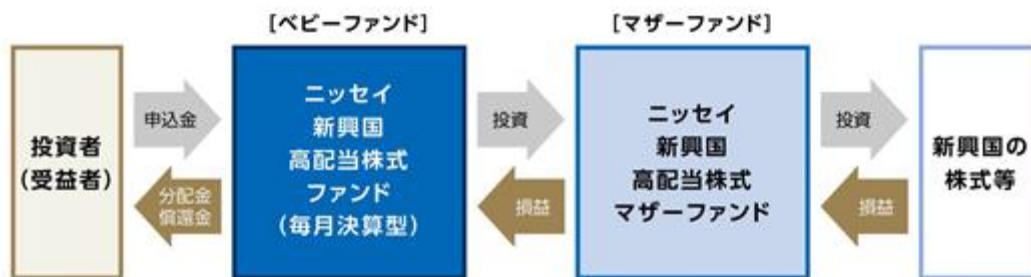 [ベビーファンド]
[マザーファンド]
投資者
(受益者)
申込金
分配金
償還金
ニッセイ
新興国
高配当株式
ファンド
(毎月決算型)
投資
損益
ニッセイ
新興国
高配当株式
マザーファンド
投資
損益
新興国の
株式等